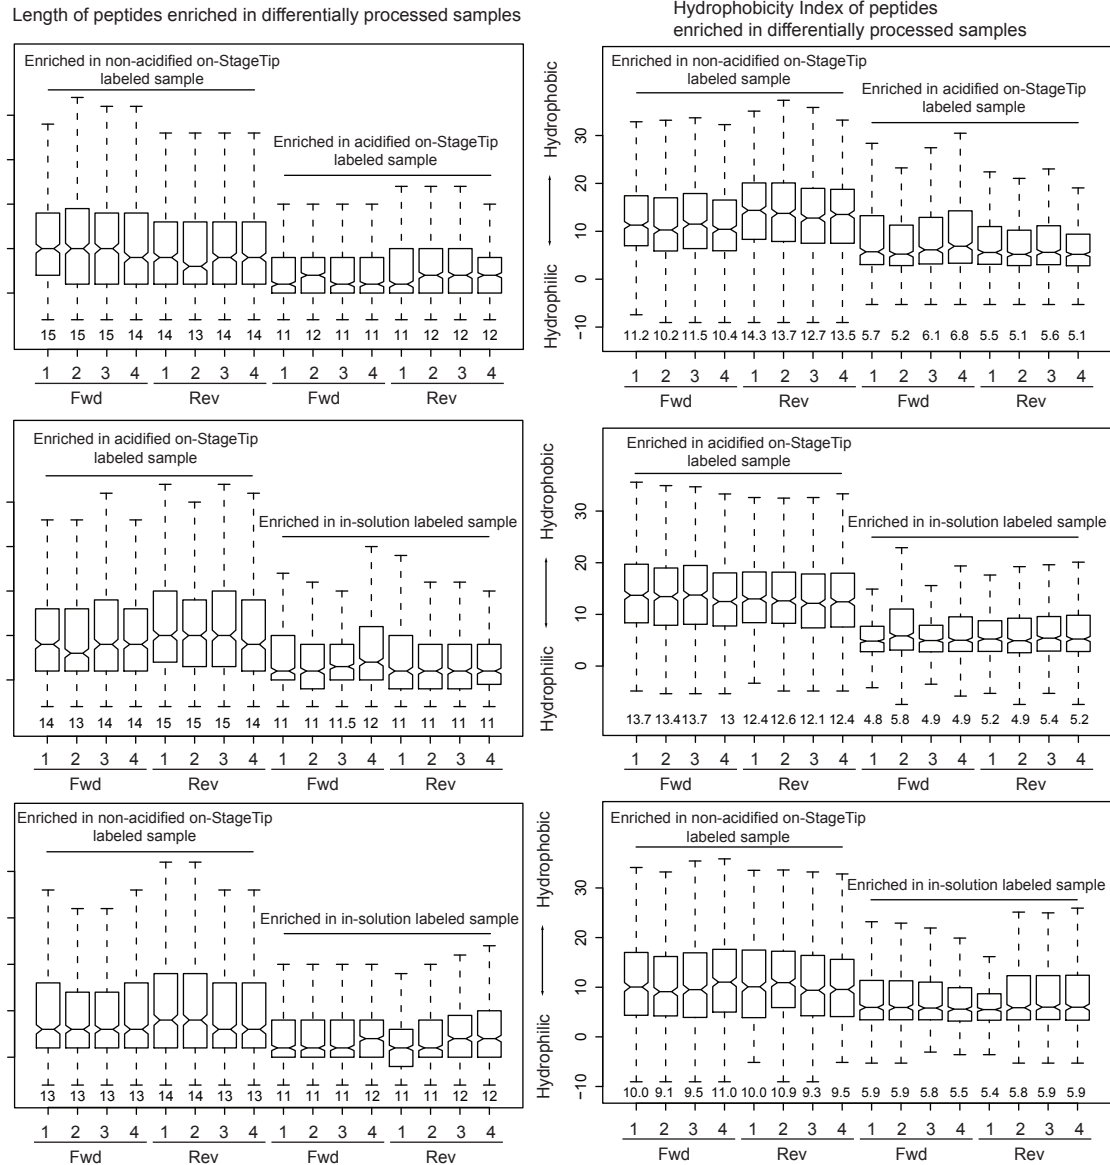 Length of peptides enriched in differentially processed samples
Hydrophobicity Index of peptides
enriched in differentially processed samples
Enriched in non-acidified on-StageTip
labeled sample
Enriched in acidified on-StageTip
labeled sample
15 15 15 14 14 13 14 14 11 12 11 11 11 12 12 12
1 2 3 4 1 2 3 4 1 2 3 4 1 2 3 4
Fwd Rev Fwd Rev
Hydrophilic Hydrophobic
Enriched in non-acidified on-StageTip
labeled sample
Enriched in acidified on-StageTip
labeled sample
30
20
10
0
−10
11.2 10.2 11.5 10.4 14.3 13.7 12.7 13.5 5.7 5.2 6.1 6.8 5.5 5.1 5.6 5.1
1 2 3 4 1 2 3 4 1 2 3 4 1 2 3 4
Fwd Rev Fwd Rev
Enriched in acidified on-StageTip
labeled sample
Enriched in in-solution labeled sample
14 13 14 14 15 15 15 14 11 11 11.5 12 11 11 11 11
1 2 3 4 1 2 3 4 1 2 3 4 1 2 3 4
Fwd Rev Fwd Rev
Hydrophilic Hydrophobic
Enriched in acidified on-StageTip
labeled sample
Enriched in in-solution labeled sample
30
20
10
0
13.7 13.4 13.7 13 12.4 12.6 12.1 12.4 4.8 5.8 4.9 4.9 5.2 4.9 5.4 5.2
1 2 3 4 1 2 3 4 1 2 3 4 1 2 3 4
Fwd Rev Fwd Rev
Enriched in non-acidified on-StageTip
labeled sample
Enriched in in-solution labeled sample
13 13 13 13 14 14 13 13 11 11 11 12 11 11 12 12
1 2 3 4 1 2 3 4 1 2 3 4 1 2 3 4
Fwd Rev Fwd Rev
Hydrophilic Hydrophobic
Enriched in non-acidified on-StageTip
labeled sample
Enriched in in-solution labeled sample
30
20
10
0
−10
10.0 9.1 9.5 11.0 10.0 10.9 9.3 9.5 5.9 5.9 5.8 5.5 5.4 5.8 5.9 5.9
1 2 3 4 1 2 3 4 1 2 3 4 1 2 3 4
Fwd Rev Fwd Rev